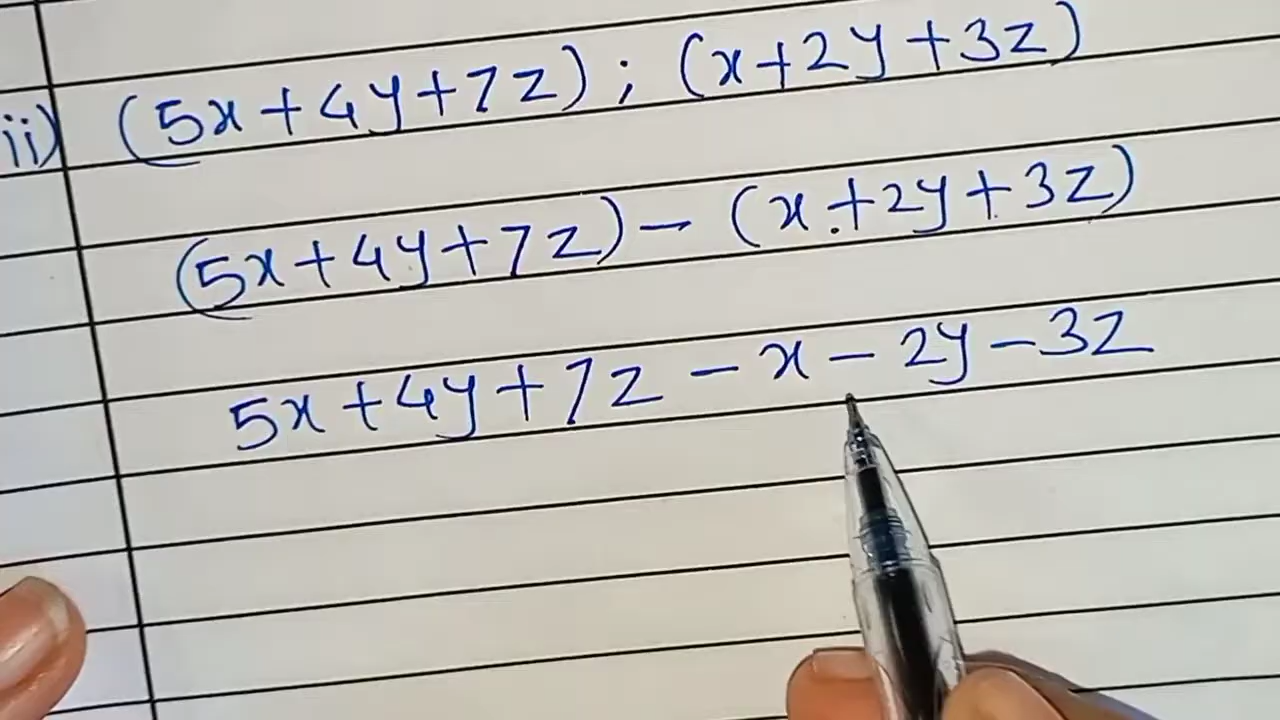 ii) (5x+4y+7z) ; (x+2y+3z)
(5x+4y+7z) - (x+2y+3z)
5x+4y+7z - x - 2y - 3z